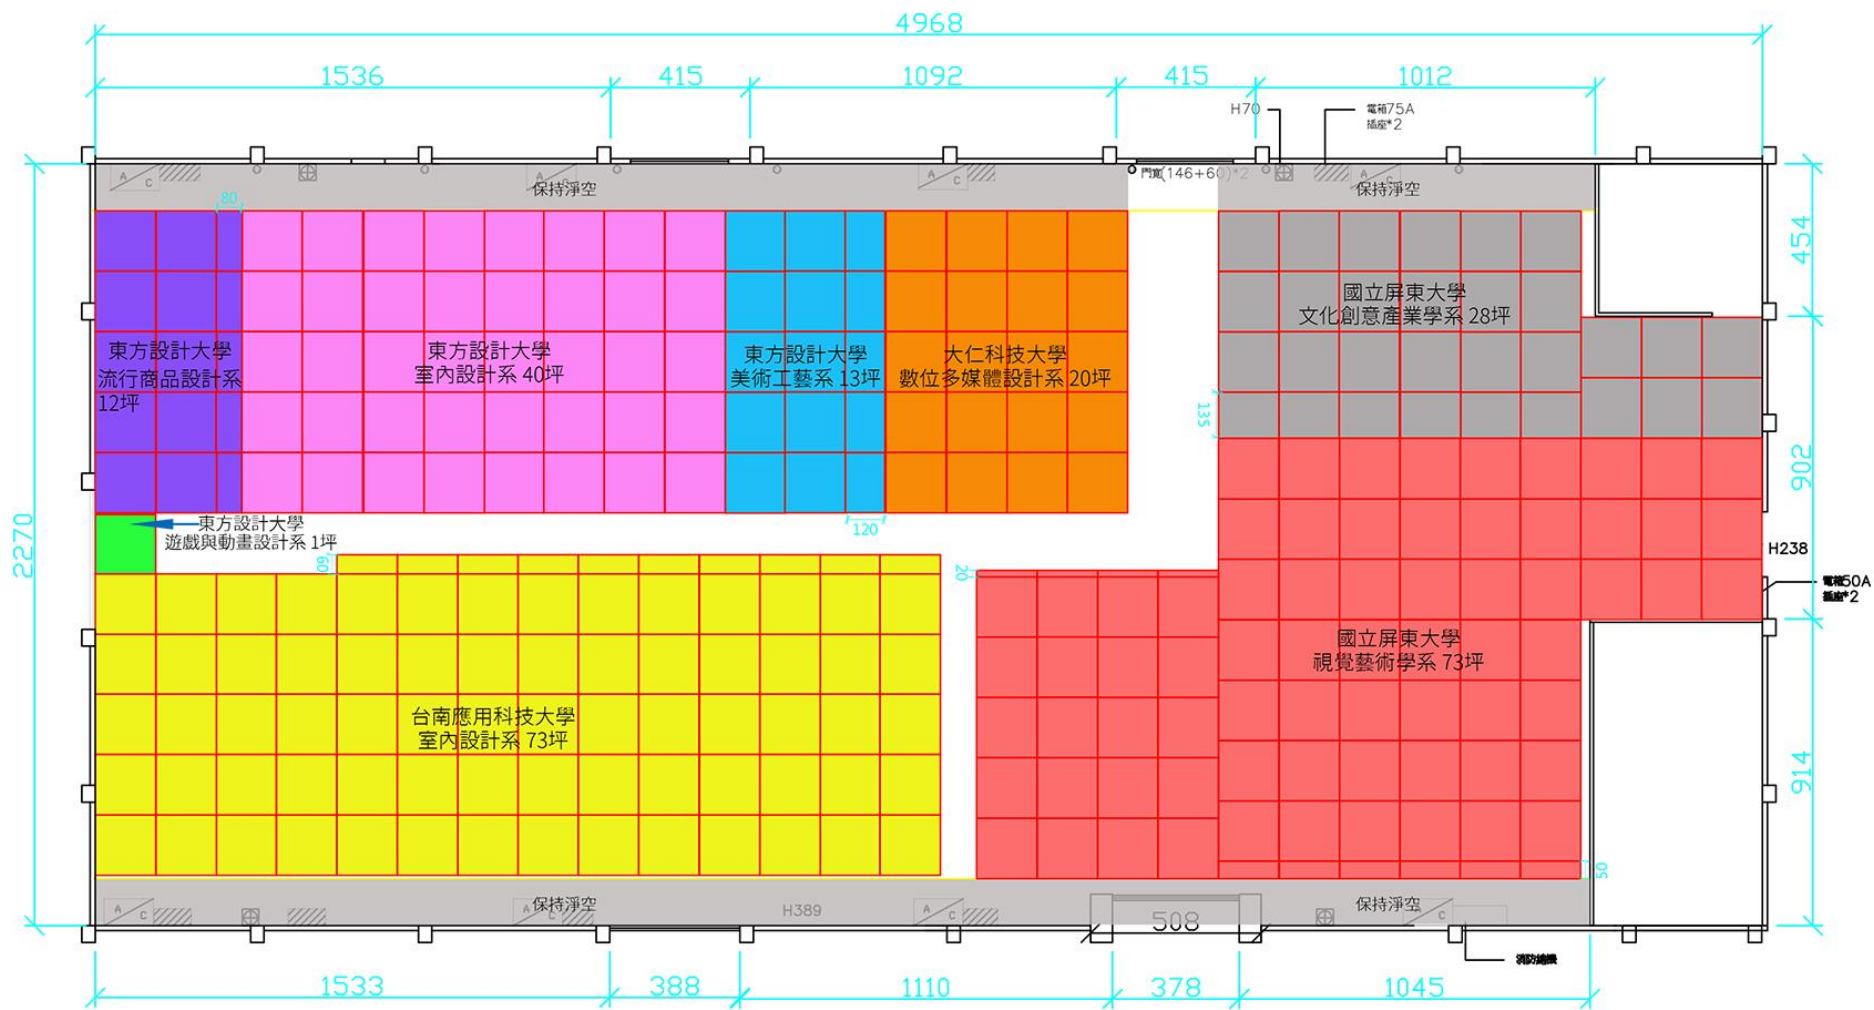 4968
1536
415
1092
415
1012
H70
電箱75A
插座*2
A
C
A
C
A
C
A
C
保持淨空
門寬(146+60)*2
保持淨空
80
454
國立屏東大學
文化創意產業學系 28坪
東方設計大學
流行商品設計系
12坪
東方設計大學
室內設計系 40坪
東方設計大學
美術工藝系 13坪
大仁科技大學
數位多媒體設計系 20坪
135
902
2270
東方設計大學
遊戲與動畫設計系 1坪
120
60
20
H238
電箱50A
插座*2
國立屏東大學
視覺藝術學系 73坪
台南應用科技大學
室內設計系 73坪
914
50
A
C
A
C
A
C
C
保持淨空
H389
508
保持淨空
1533
388
1110
378
1045